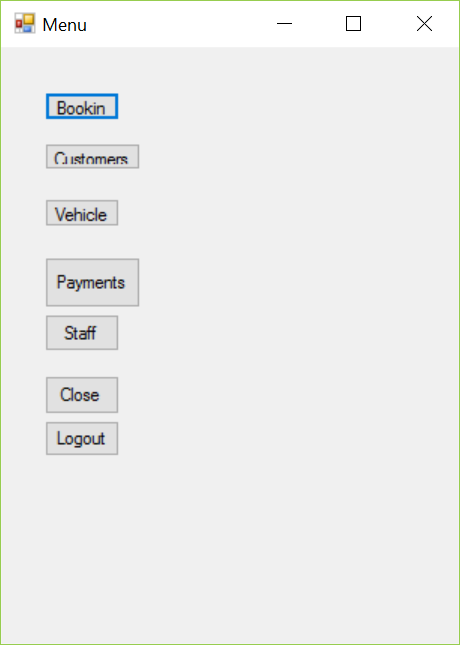 Menu
Bookin
Customers
Vehicle
Payments
Staff
Close
Logout